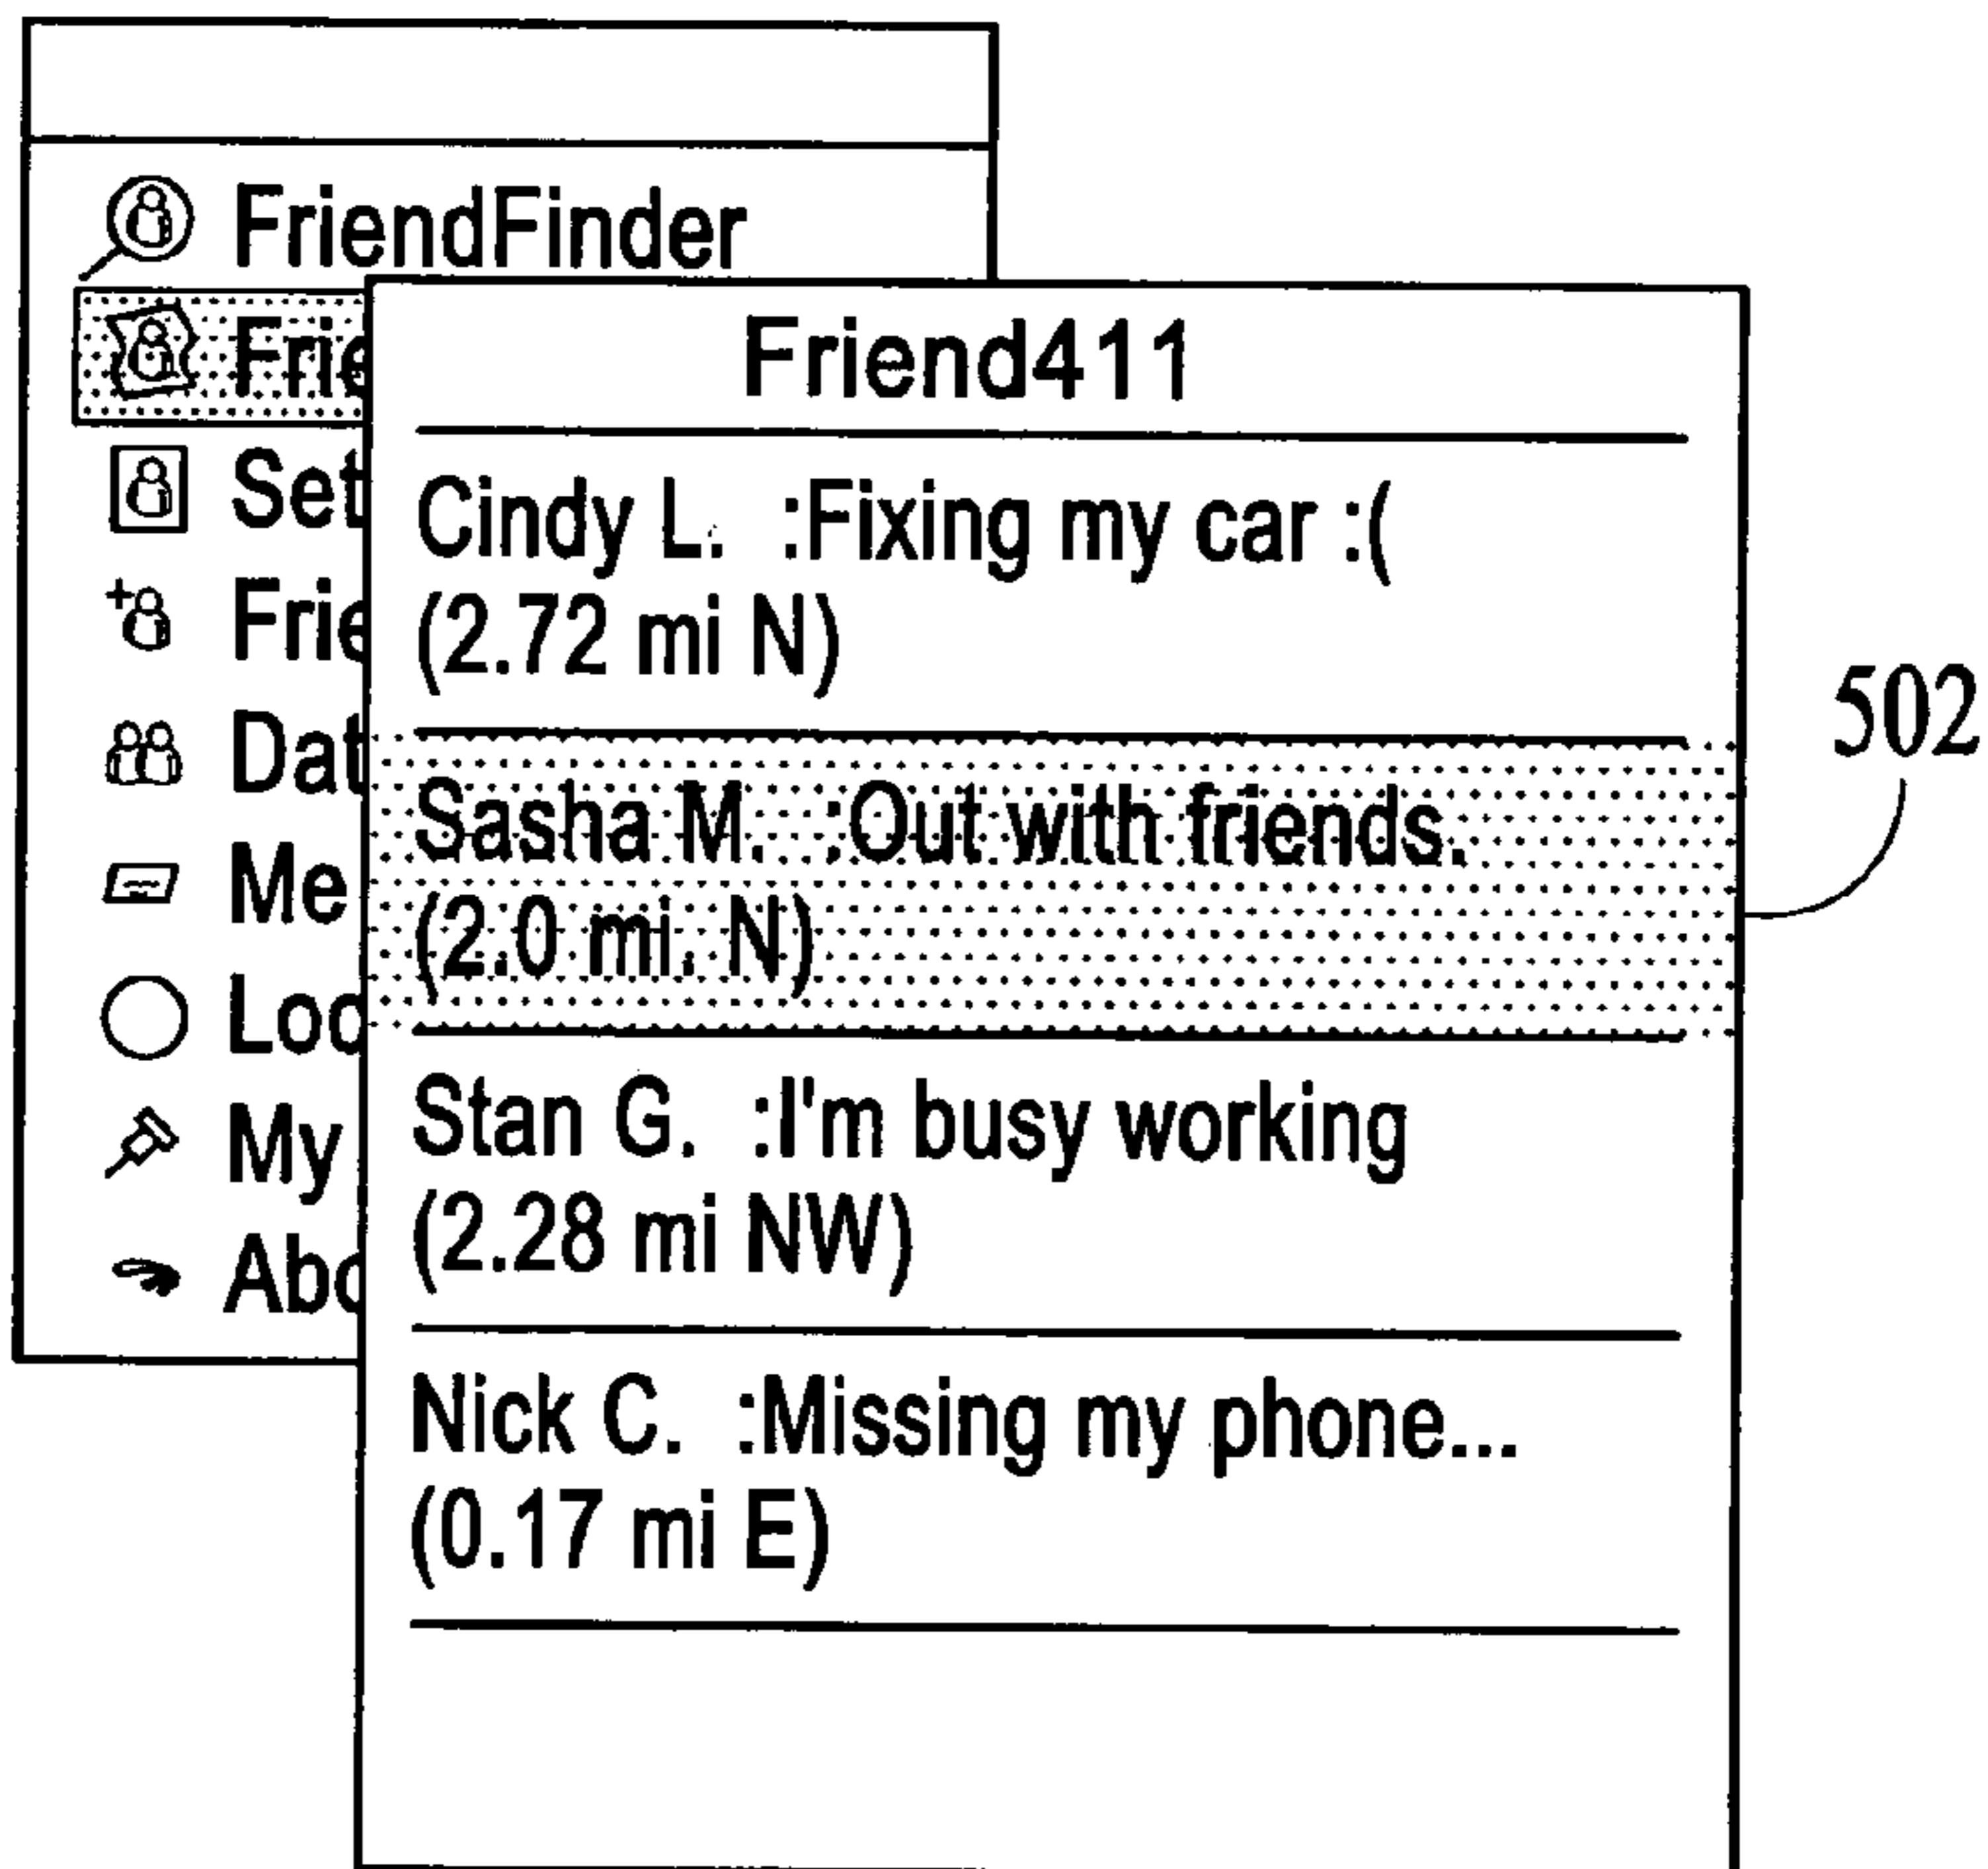 FriendFinder
Frie
Set
Frie
Dat
Me
Loc
My
Abo
Friend411
Cindy L. :Fixing my car :(
(2.72 mi N)
Sasha M. :Out with friends.
(2.0 mi. N)
Stan G. :I'm busy working
(2.28 mi NW)
Nick C. :Missing my phone...
(0.17 mi E)
502